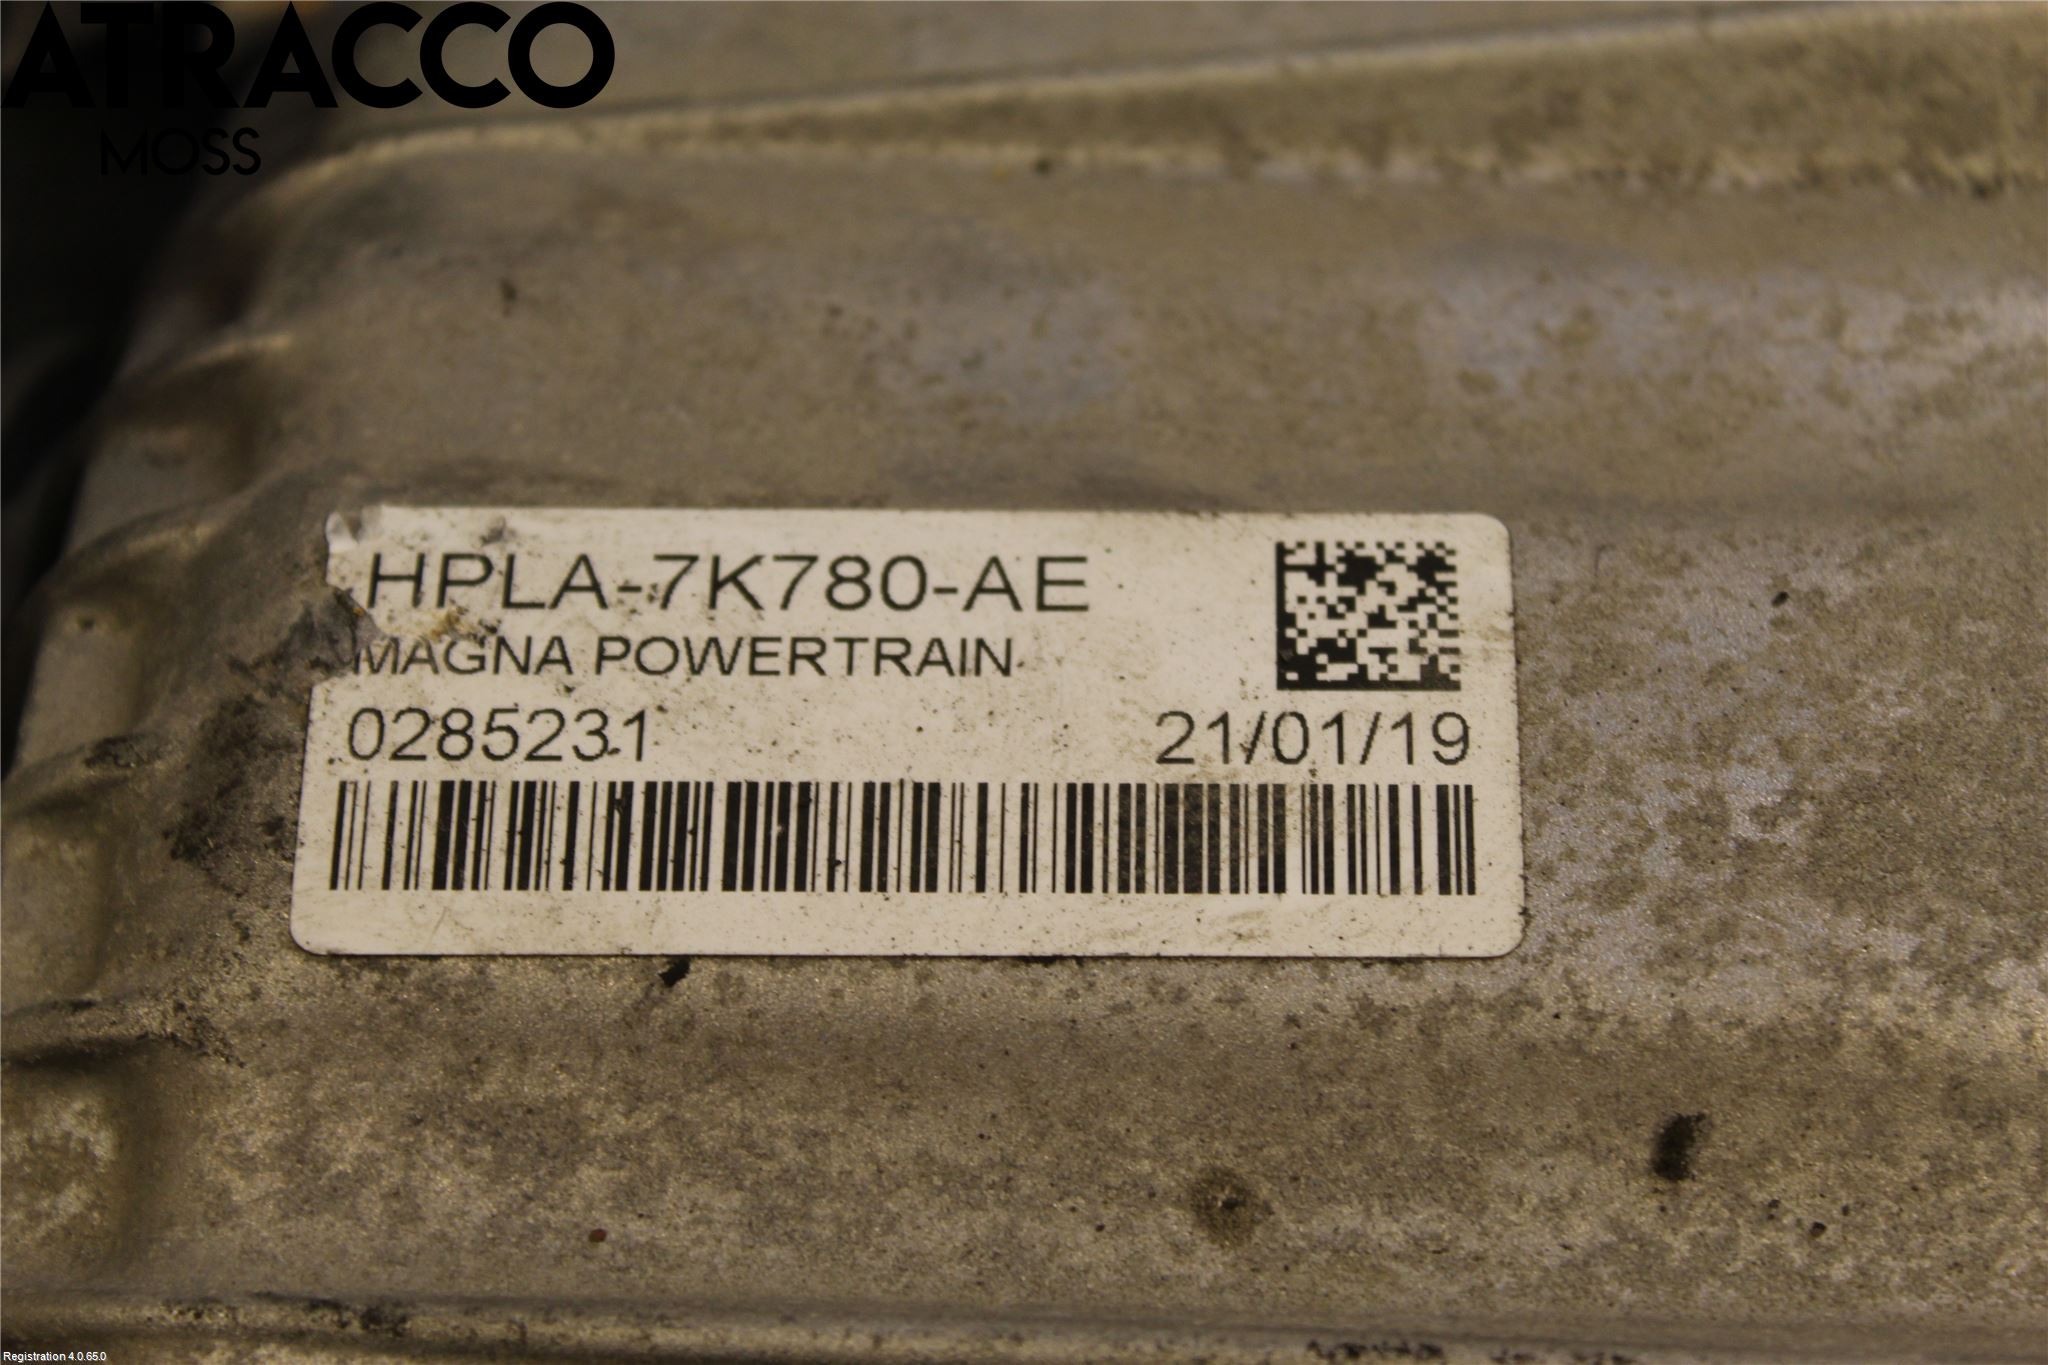 ATRACCO
MOSS
HPLA-7K780-AE
MAGNA POWERTRAIN
0285231
21/01/19
Registration 4.0.65.0